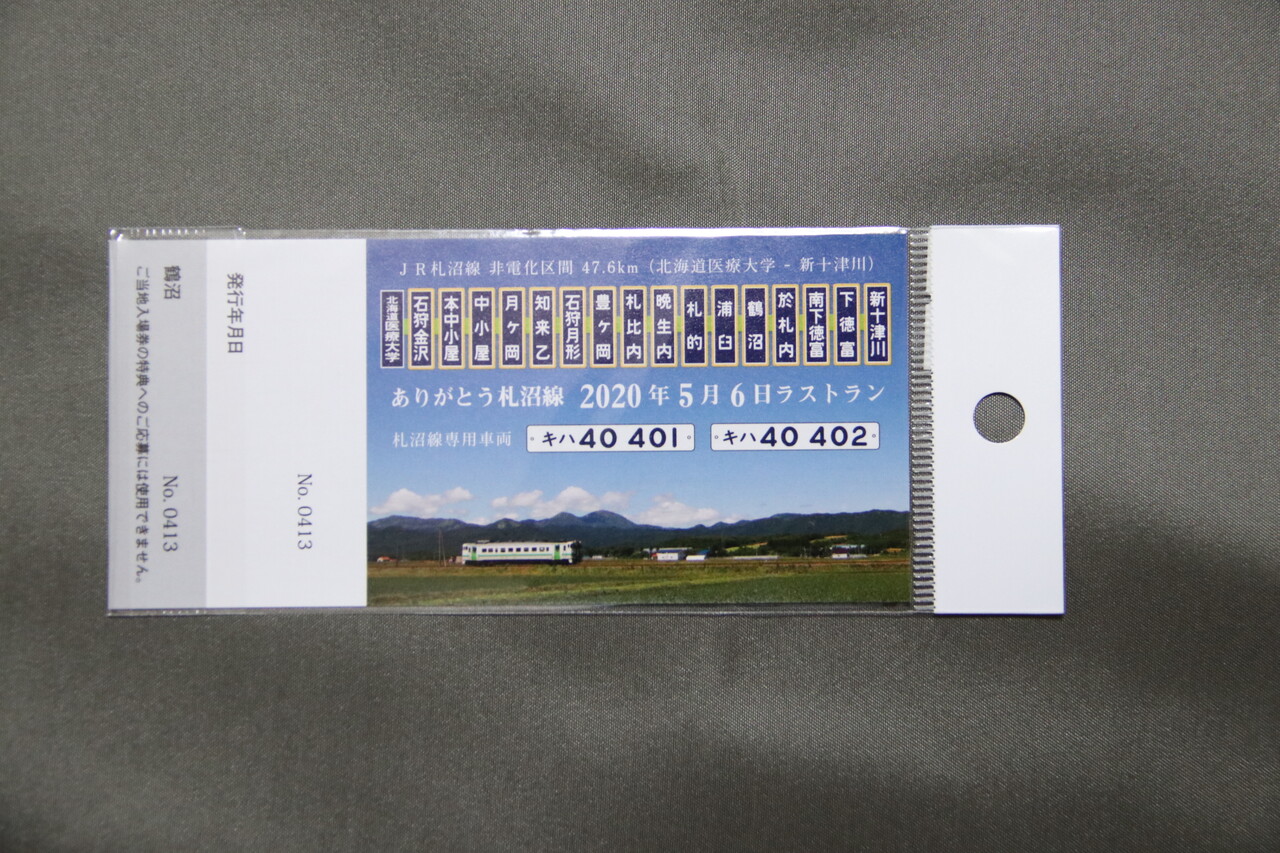 JR札沼線 非電化区間 47.6km (北海道医療大学 - 新十津川)
北海道医療大学
石狩金沢
本中小屋
中小屋
月ヶ岡
知来乙
石狩月形
豊ヶ岡
札比内
晩生内
札的
浦臼
鶴沼
於札内
南下徳富
下徳富
新十津川
ありがとう札沼線 2020年5月6日ラストラン
札沼線専用車両 キハ40 401 キハ40 402
発行年月日
No. 0413
鶴沼 No. 0413
ご当地入場券の特典へのご応募には使用できません。